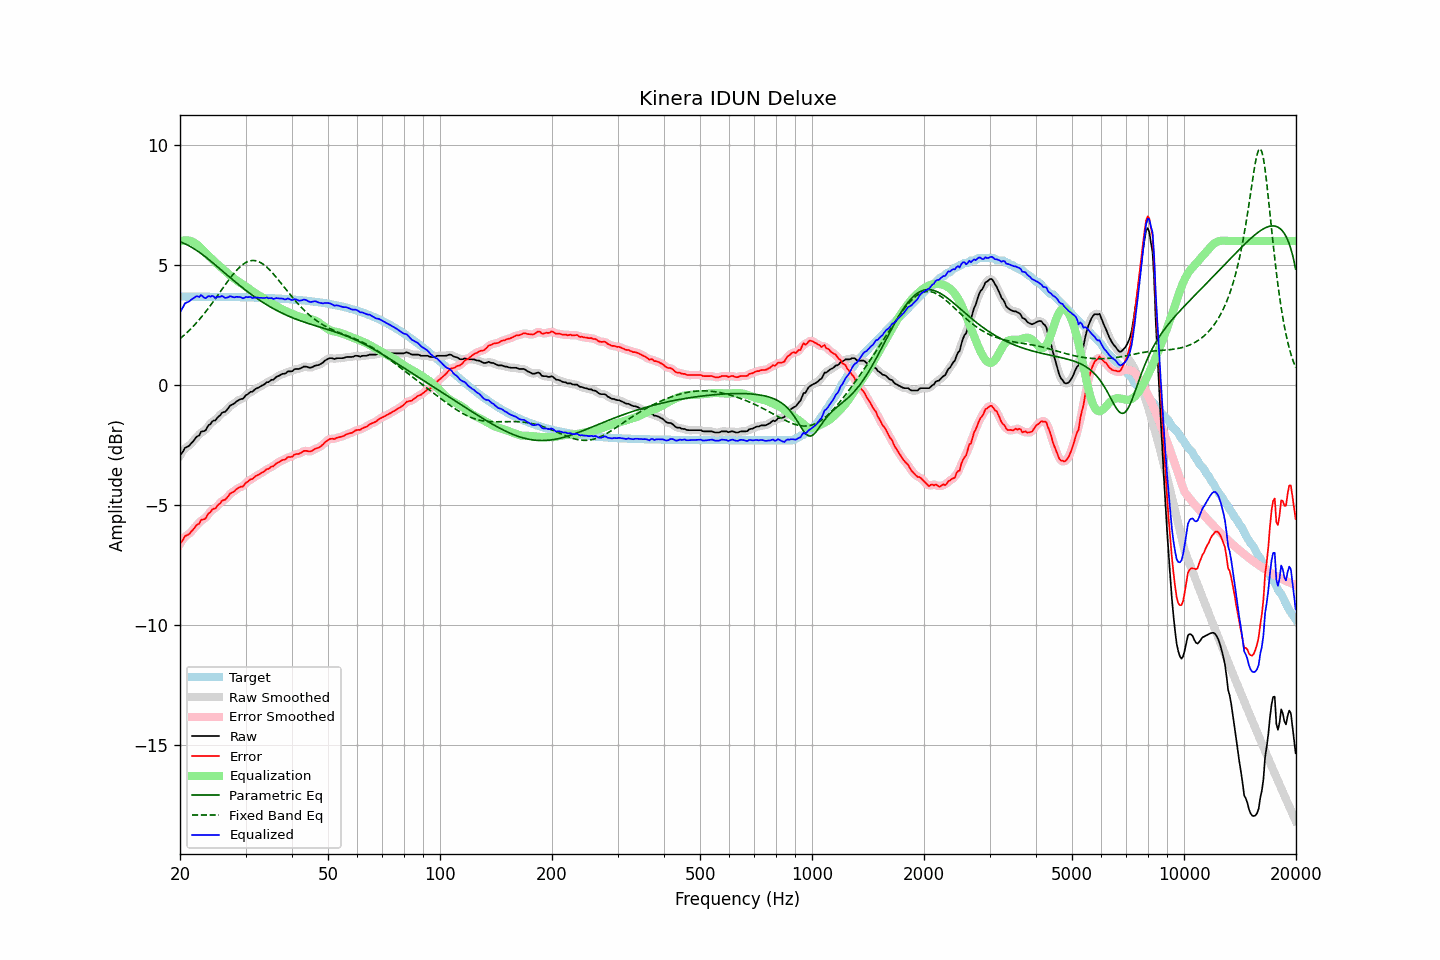 Kinera IDUN Deluxe
10
5
0
−5
−10
−15
Amplitude (dBr)
Target
Raw Smoothed
Error Smoothed
Raw
Error
Equalization
Parametric Eq
Fixed Band Eq
Equalized
20 50 100 200 500 1000 2000 5000 10000 20000
Frequency (Hz)